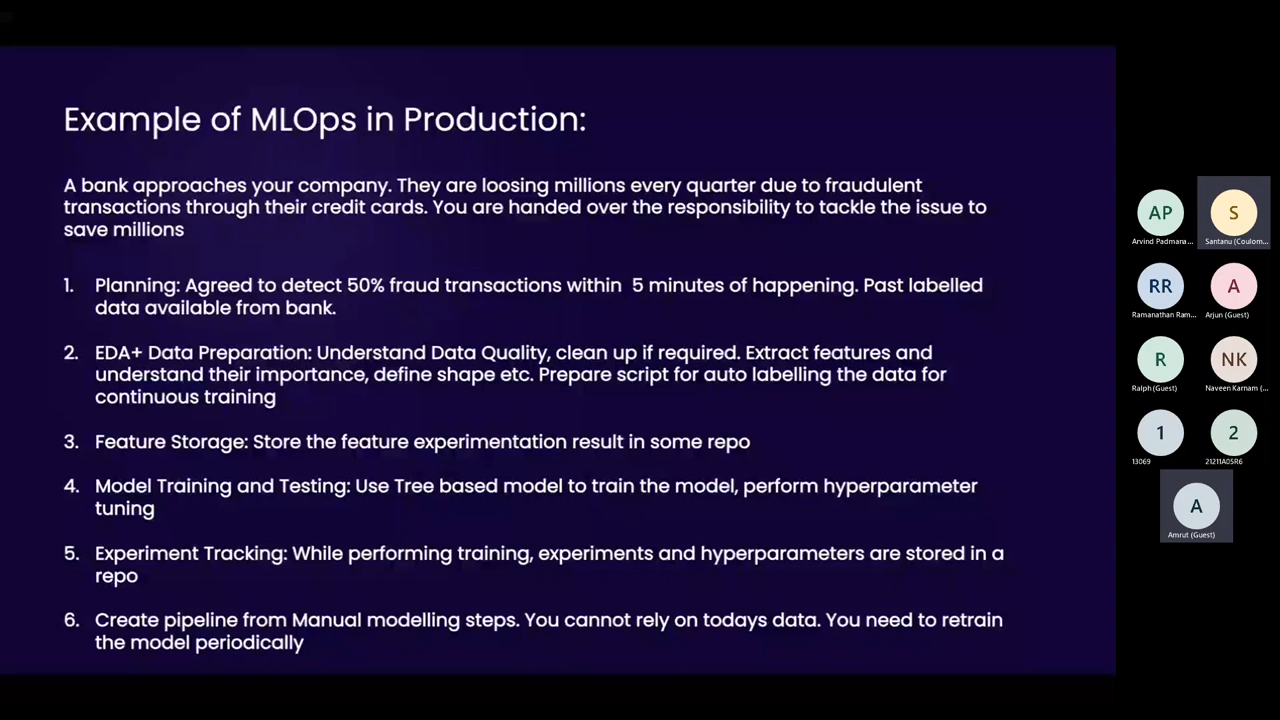 Example of MLOps in Production:
A bank approaches your company. They are loosing millions every quarter due to fraudulent
transactions through their credit cards. You are handed over the responsibility to tackle the issue to
save millions
1. Planning: Agreed to detect 50% fraud transactions within 5 minutes of happening. Past labelled
data available from bank.
2. EDA+ Data Preparation: Understand Data Quality, clean up if required. Extract features and
understand their importance, define shape etc. Prepare script for auto labelling the data for
continuous training
3. Feature Storage: Store the feature experimentation result in some repo
4. Model Training and Testing: Use Tree based model to train the model, perform hyperparameter
tuning
5. Experiment Tracking: While performing training, experiments and hyperparameters are stored in a
repo
6. Create pipeline from Manual modelling steps. You cannot rely on todays data. You need to retrain
the model periodically
AP S
Arvind Padmana... Santanu (Coulom...
RR A
Ramanathan Ram... Arjun (Guest)
R NK
Ralph (Guest) Naveen Karnam (...
1 2
13069 21211A05R6
A
Amrut (Guest)